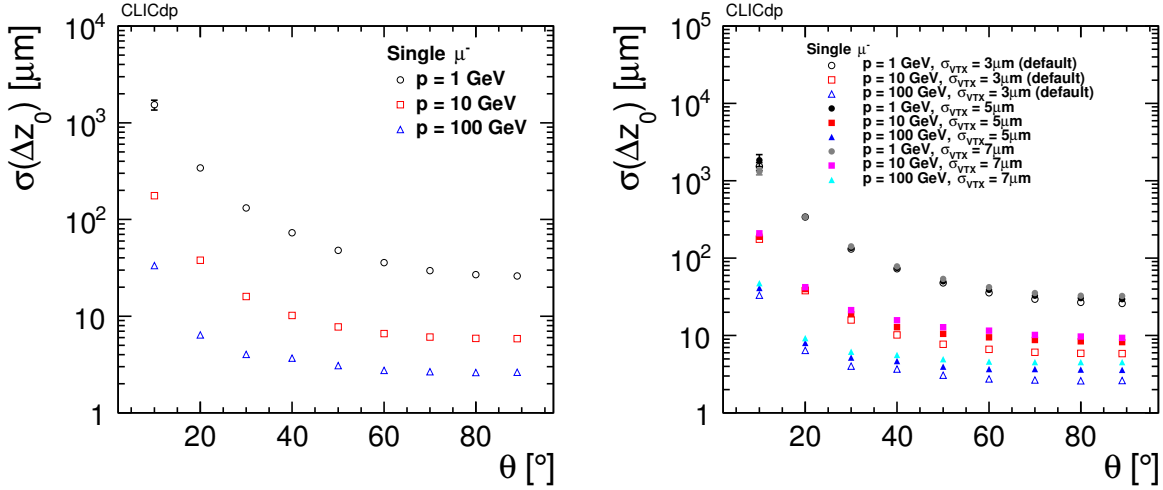 CLICdp
σ(Δz₀) [μm]
10⁴
10³
10²
10
1
Single μ⁻
p = 1 GeV
p = 10 GeV
p = 100 GeV
20 40 60 80
θ [°]
CLICdp
σ(Δz₀) [μm]
10⁵
10⁴
10³
10²
10
1
Single μ⁻
p = 1 GeV, σVTX = 3μm (default)
p = 10 GeV, σVTX = 3μm (default)
p = 100 GeV, σVTX = 3μm (default)
p = 1 GeV, σVTX = 5μm
p = 10 GeV, σVTX = 5μm
p = 100 GeV, σVTX = 5μm
p = 1 GeV, σVTX = 7μm
p = 10 GeV, σVTX = 7μm
p = 100 GeV, σVTX = 7μm
20 40 60 80
θ [°]